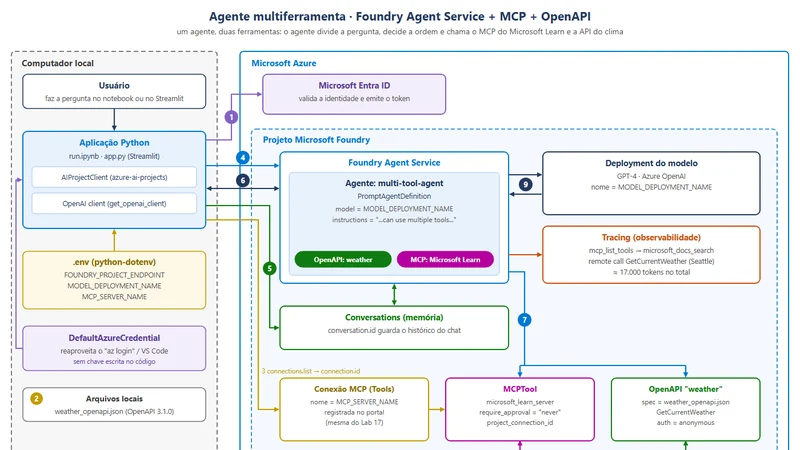 Agente multiferramenta · Foundry Agent Service + MCP + OpenAPI
um agente, duas ferramentas: o agente divide a pergunta, decide a ordem e chama o MCP do Microsoft Learn e a API do clima
Computador local
Usuário
faz a pergunta no notebook ou no Streamlit
Aplicação Python
run.ipynb · app.py (Streamlit)
AIProjectClient (azure-ai-projects)
OpenAI client (get_openai_client)
.env (python-dotenv)
FOUNDRY_PROJECT_ENDPOINT
MODEL_DEPLOYMENT_NAME
MCP_SERVER_NAME
DefaultAzureCredential
reaproveita o "az login" / VS Code
sem chave escrita no código
2
Arquivos locais
weather_openapi.json (OpenAPI 3.1.0)
Microsoft Azure
Microsoft Entra ID
valida a identidade e emite o token
1
Projeto Microsoft Foundry
4
6
5
Foundry Agent Service
Agente: multi-tool-agent
PromptAgentDefinition
model = MODEL_DEPLOYMENT_NAME
instructions = "...can use multiple tools..."
OpenAPI: weather
MCP: Microsoft Learn
9
Deployment do modelo
GPT-4 · Azure OpenAI
nome = MODEL_DEPLOYMENT_NAME
Tracing (observabilidade)
mcp_list_tools → microsoft_docs_search
remote call GetCurrentWeather (Seattle)
≈ 17.000 tokens no total
Conversations (memória)
conversation.id guarda o histórico do chat
7
3 connections.list → connection.id
Conexão MCP (Tools)
nome = MCP_SERVER_NAME
registrada no portal
(mesma do Lab 17)
MCPTool
microsoft_learn_server
require_approval = "never"
project_connection_id
OpenAPI "weather"
spec = weather_openapi.json
GetCurrentWeather
auth = anonymous